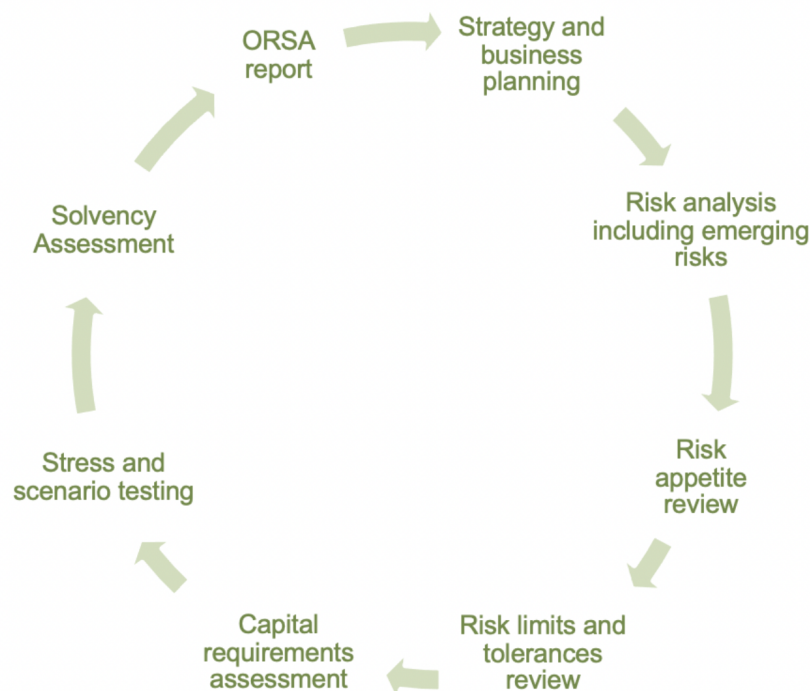 ORSA
report
Strategy and
business
planning
Risk analysis
including emerging
risks
Risk
appetite
review
Risk limits and
tolerances
review
Capital
requirements
assessment
Stress and
scenario testing
Solvency
Assessment